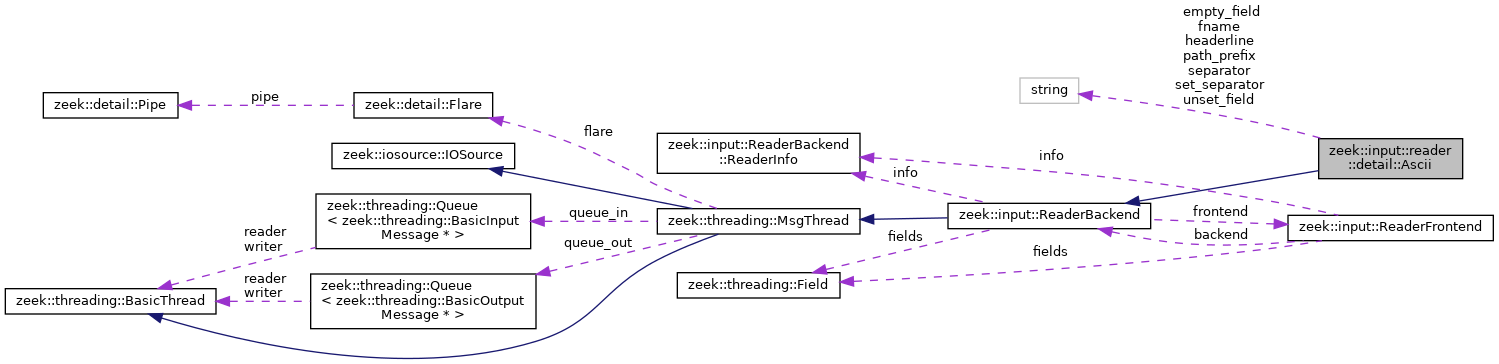 empty_field
fname
headerline
path_prefix
separator
set_separator
unset_field
string
zeek::detail::Pipe
pipe
zeek::detail::Flare
flare
zeek::iosource::IOSource
zeek::input::ReaderBackend
::ReaderInfo
info
info
zeek::input::reader
::detail::Ascii
zeek::threading::Queue
< zeek::threading::BasicInput
Message * >
queue_in
zeek::threading::MsgThread
zeek::input::ReaderBackend
frontend
backend
zeek::input::ReaderFrontend
reader
writer
queue_out
fields
fields
reader
writer
zeek::threading::BasicThread
zeek::threading::Queue
< zeek::threading::BasicOutput
Message * >
zeek::threading::Field